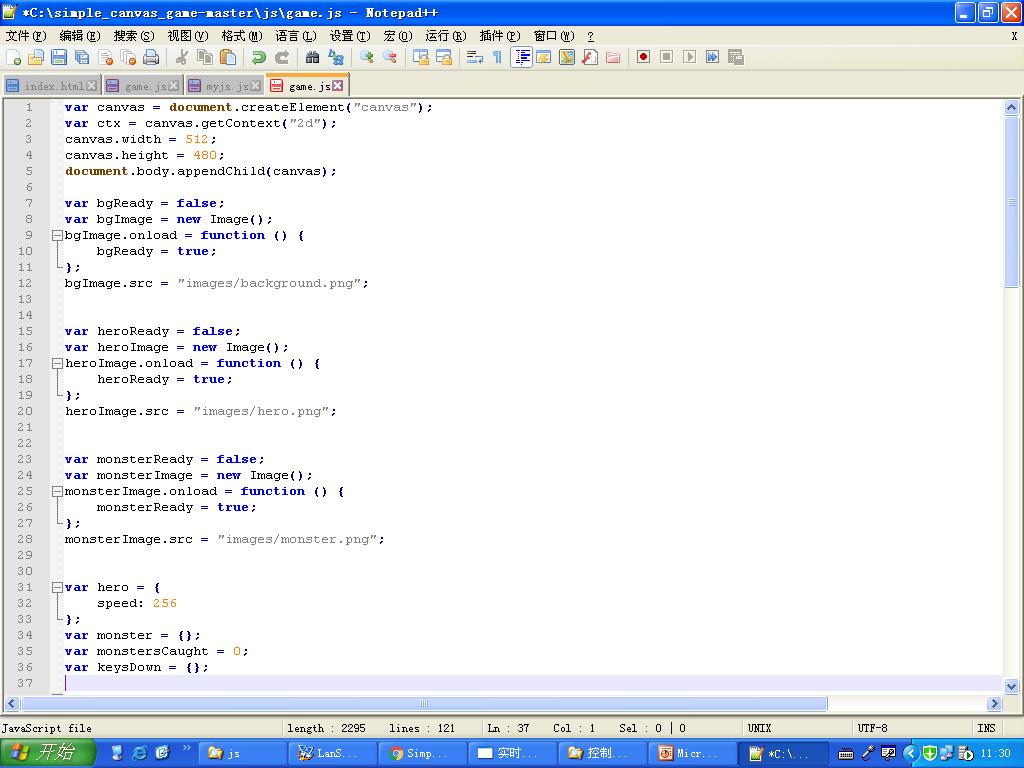 *C:\simple_canvas_game-master\js\game.js - Notepad++
文件(F) 编辑(E) 搜索(S) 视图(V) 格式(M) 语言(L) 设置(T) 宏(O) 运行(R) 插件(P) 窗口(W) ? X
index.html game.js myjs.js game.js
1 var canvas = document.createElement("canvas");
2 var ctx = canvas.getContext("2d");
3 canvas.width = 512;
4 canvas.height = 480;
5 document.body.appendChild(canvas);
6
7 var bgReady = false;
8 var bgImage = new Image();
9 bgImage.onload = function () {
10 bgReady = true;
11 };
12 bgImage.src = "images/background.png";
13
14
15 var heroReady = false;
16 var heroImage = new Image();
17 heroImage.onload = function () {
18 heroReady = true;
19 };
20 heroImage.src = "images/hero.png";
21
22
23 var monsterReady = false;
24 var monsterImage = new Image();
25 monsterImage.onload = function () {
26 monsterReady = true;
27 };
28 monsterImage.src = "images/monster.png";
29
30
31 var hero = {
32 speed: 256
33 };
34 var monster = {};
35 var monstersCaught = 0;
36 var keysDown = {};
37
JavaScript file length : 2295 lines : 121 Ln : 37 Col : 1 Sel : 0 | 0 UNIX UTF-8 INS
开始 » js LanS... Simp... 实时... 控制... Micr... *C:\... 11:30